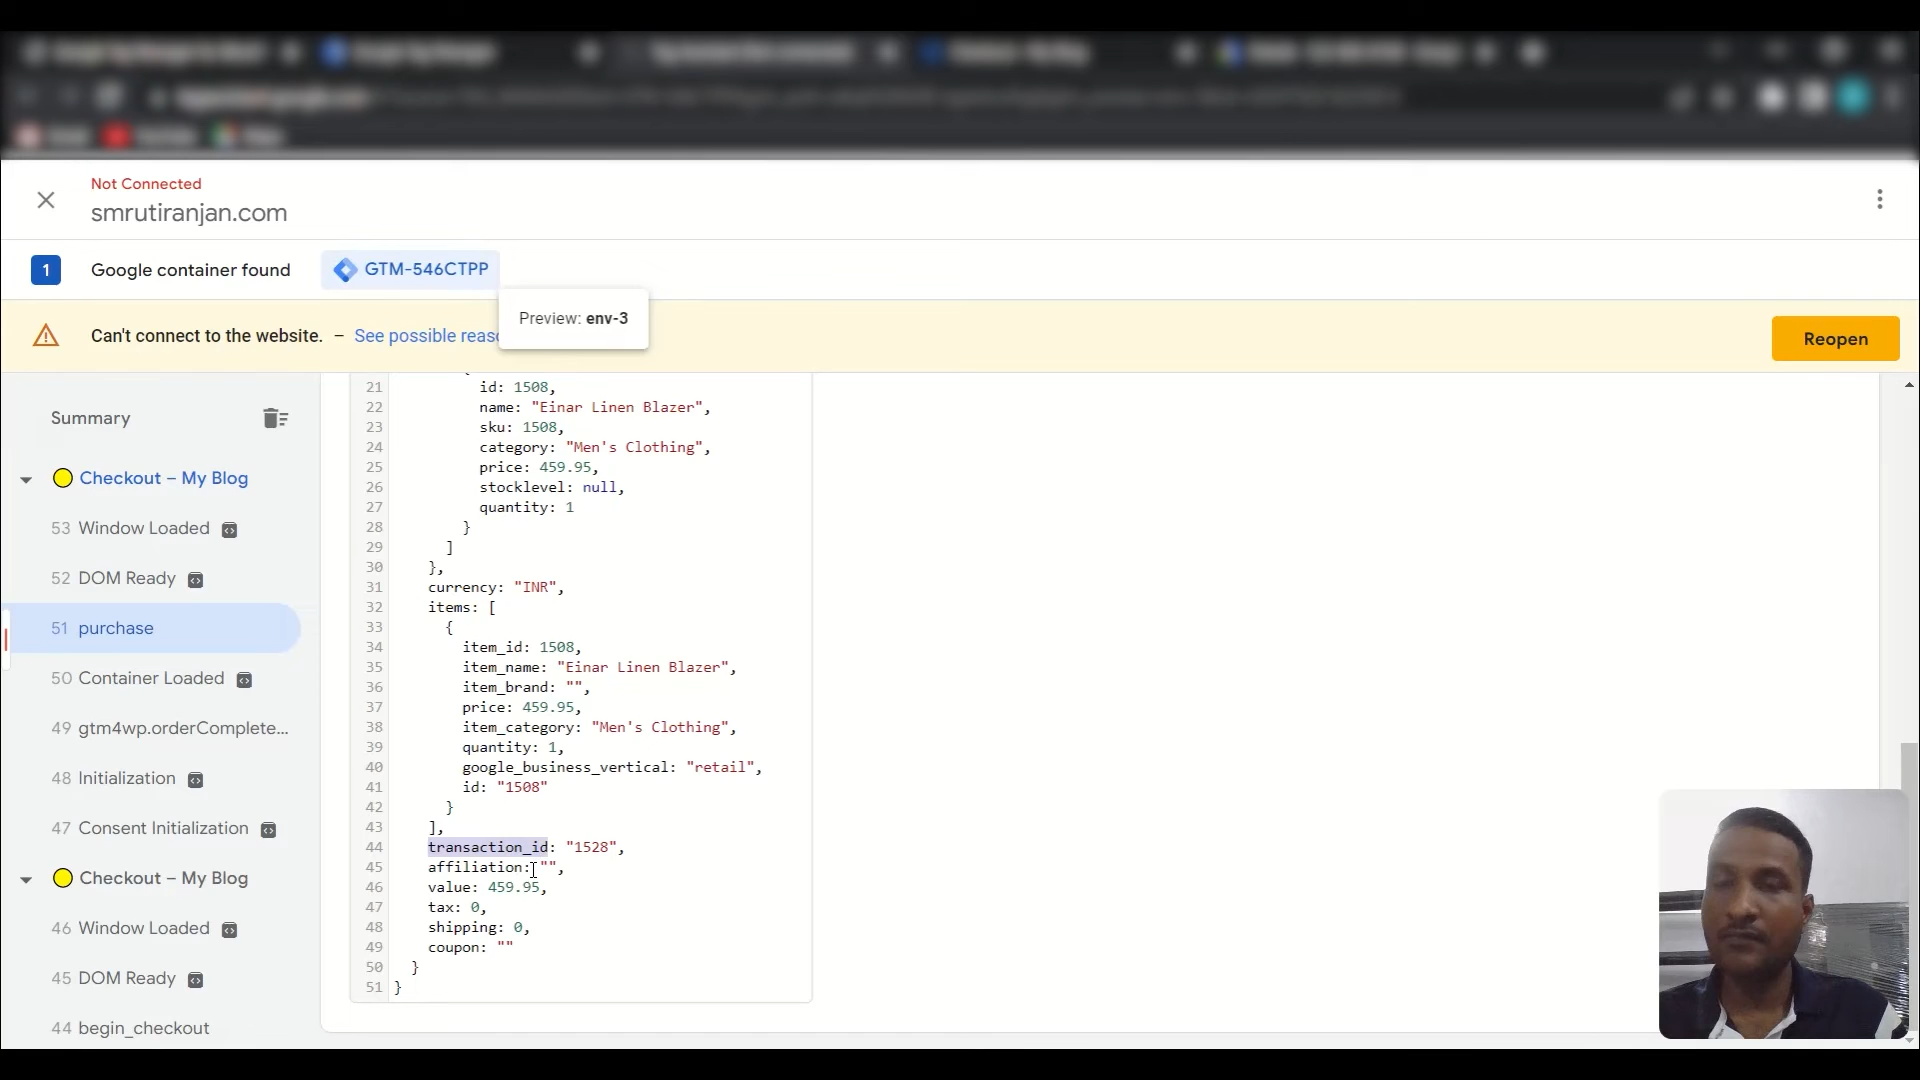 Not Connected
smrutiranjan.com
1 Google container found GTM-546CTPP
Preview: env-3
Can't connect to the website. – See possible reaso
Reopen
Summary
Checkout – My Blog
53 Window Loaded
52 DOM Ready
51 purchase
50 Container Loaded
49 gtm4wp.orderComplete...
48 Initialization
47 Consent Initialization
Checkout – My Blog
46 Window Loaded
45 DOM Ready
44 begin_checkout
21 id: 1508,
22 name: "Einar Linen Blazer",
23 sku: 1508,
24 category: "Men's Clothing",
25 price: 459.95,
26 stocklevel: null,
27 quantity: 1
28 }
29 ]
30 },
31 currency: "INR",
32 items: [
33 {
34 item_id: 1508,
35 item_name: "Einar Linen Blazer",
36 item_brand: "",
37 price: 459.95,
38 item_category: "Men's Clothing",
39 quantity: 1,
40 google_business_vertical: "retail",
41 id: "1508"
42 }
43 ],
44 transaction_id: "1528",
45 affiliation: "",
46 value: 459.95,
47 tax: 0,
48 shipping: 0,
49 coupon: ""
50 }
51 }